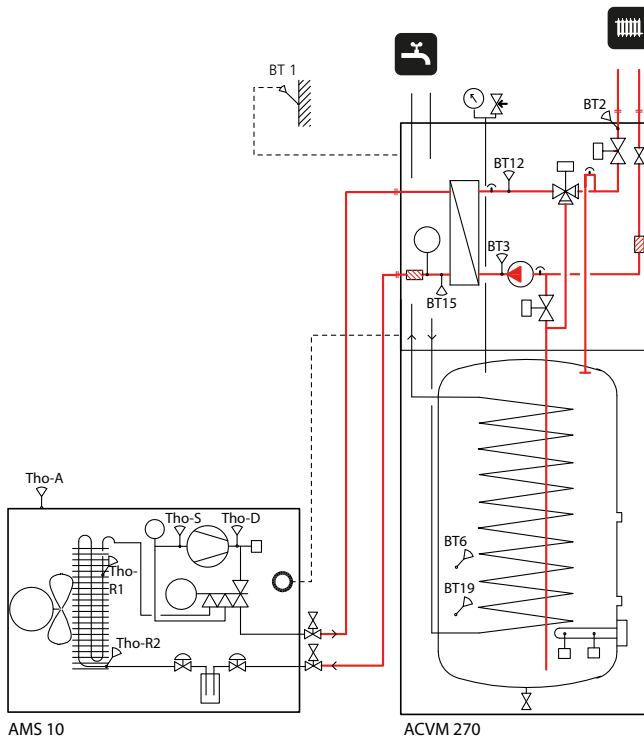 BT 1
BT2
BT12
BT3
BT15
Tho-A
Tho-S
Tho-D
Tho-
R1
BT6
BT19
Tho-R2
AMS 10
ACVM 270